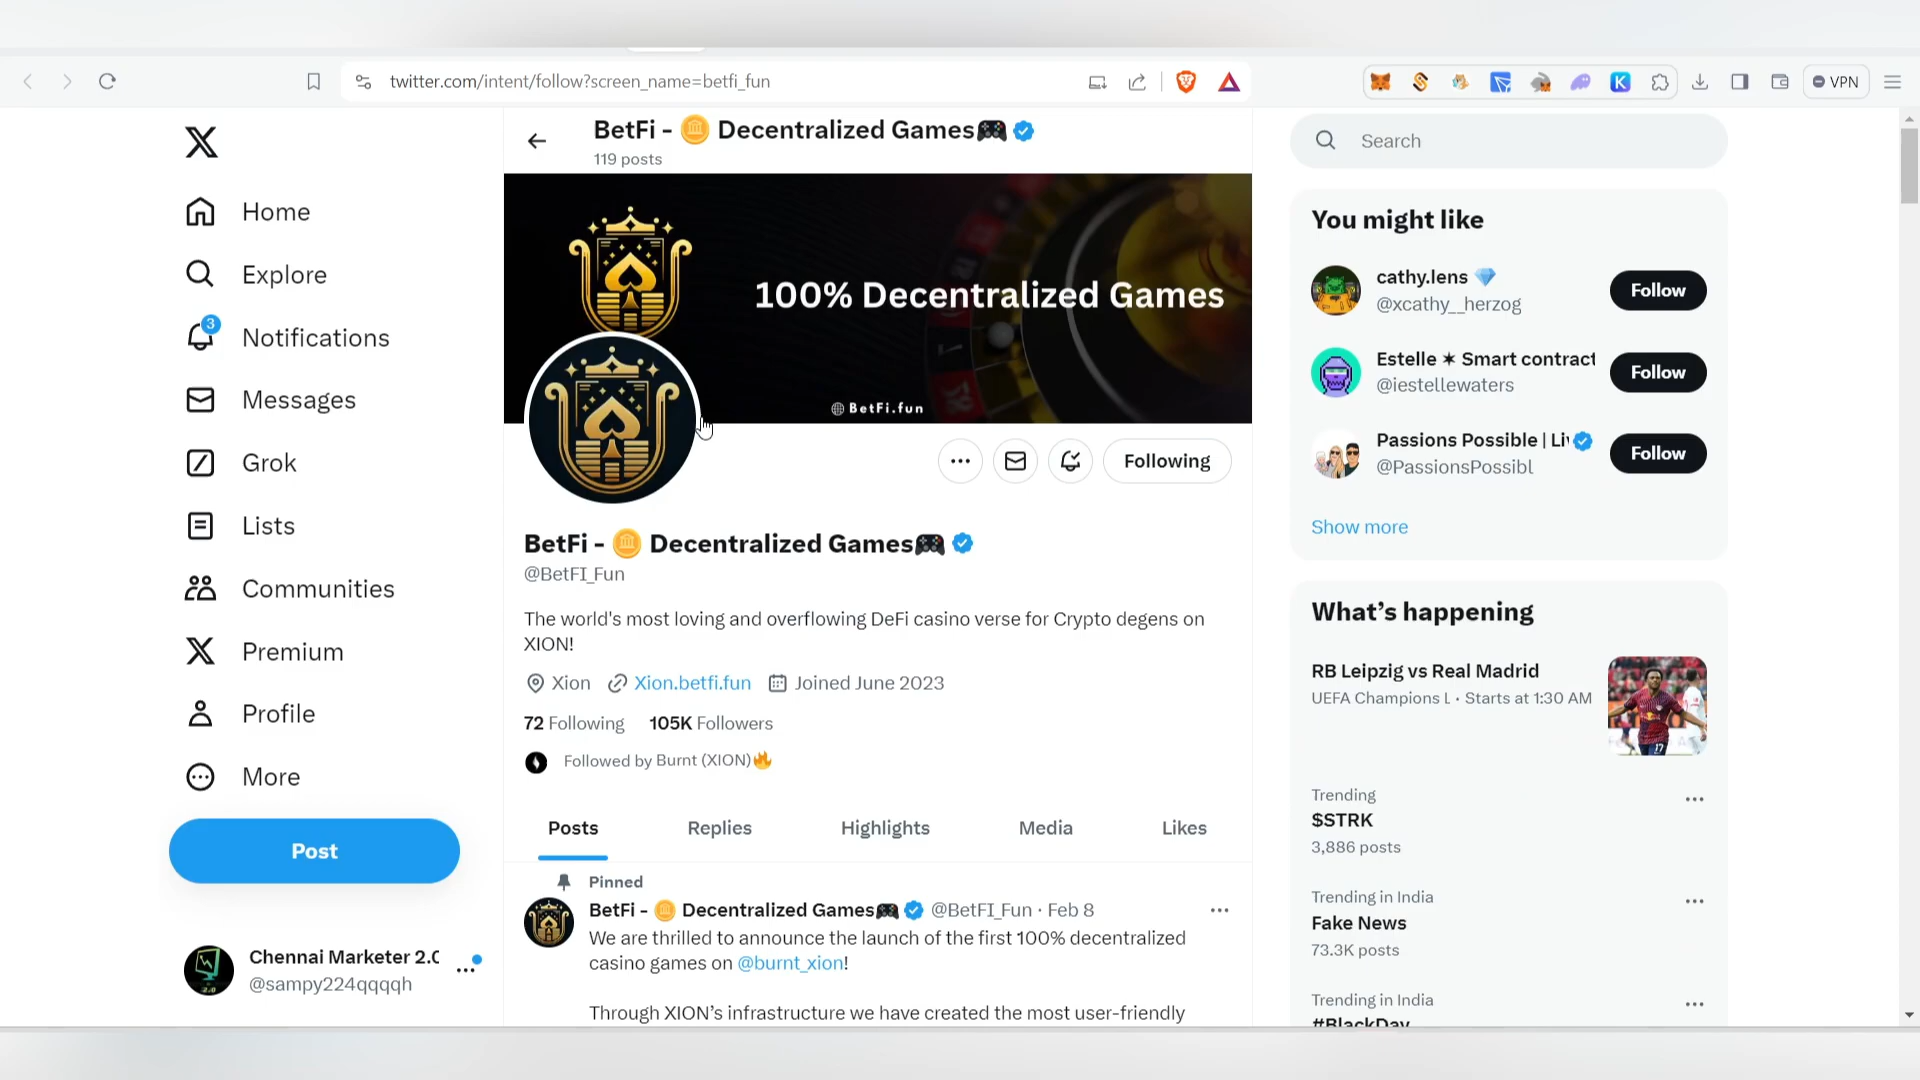 twitter.com/intent/follow?screen_name=betfi_fun
VPN
BetFi - Decentralized Games
119 posts
Search
Home
Explore
3
Notifications
Messages
Grok
Lists
Communities
Premium
Profile
More
Post
Chennai Marketer 2.0
@sampy224qqqqh
100% Decentralized Games
BetFi.fun
Following
BetFi - Decentralized Games
@BetFI_Fun
The world's most loving and overflowing DeFi casino verse for Crypto degens on
XION!
Xion Xion.betfi.fun Joined June 2023
72 Following 105K Followers
Followed by Burnt (XION)
Posts Replies Highlights Media Likes
Pinned
BetFi - Decentralized Games @BetFI_Fun · Feb 8
We are thrilled to announce the launch of the first 100% decentralized
casino games on @burnt_xion!
Through XION’s infrastructure we have created the most user-friendly
You might like
cathy.lens
@xcathy__herzog
Follow
Estelle ✶ Smart contract
@iestellewaters
Follow
Passions Possible | Li
@PassionsPossibl
Follow
Show more
What’s happening
RB Leipzig vs Real Madrid
UEFA Champions L · Starts at 1:30 AM
Trending
$STRK
3,886 posts
Trending in India
Fake News
73.3K posts
Trending in India
#BlackDay